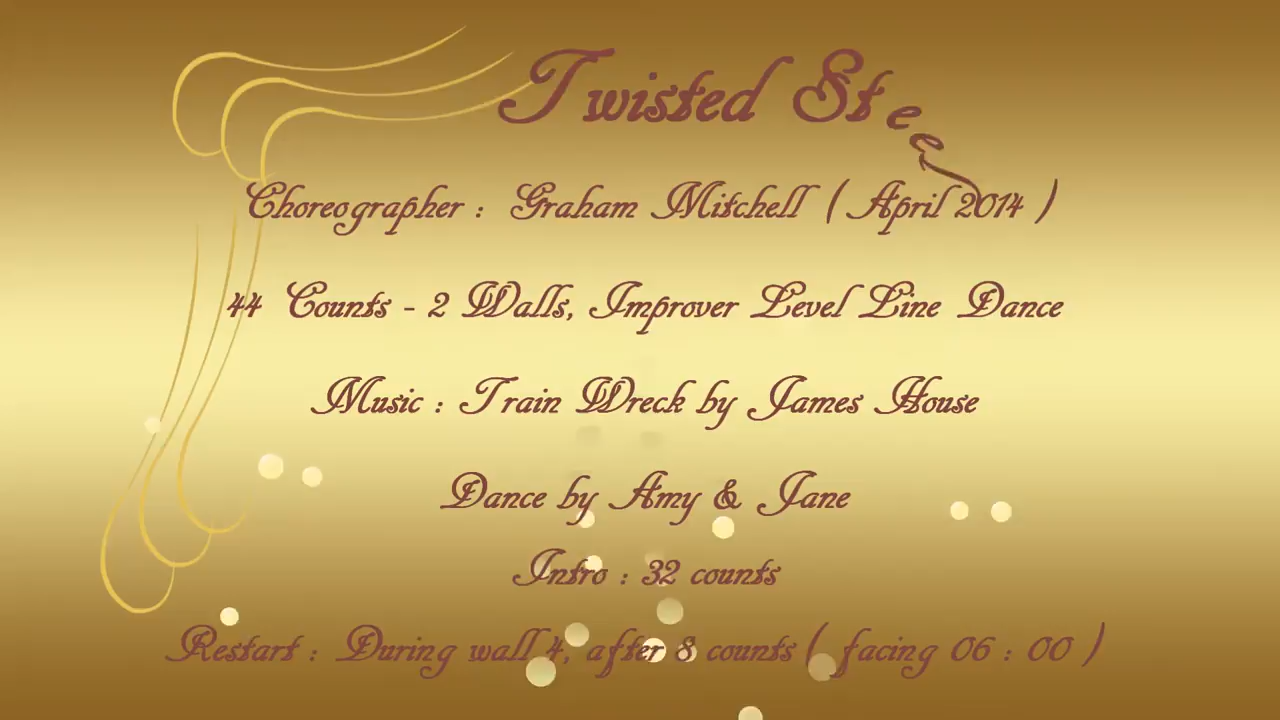 Twisted Steel
Choreographer : Graham Mitchell ( April 2014 )
44 Counts - 2 Walls, Improver Level Line Dance
Music : Train Wreck by James House
Dance by Amy & Jane
Intro : 32 counts
Restart : During wall 4, after 8 counts ( facing 06 : 00 )